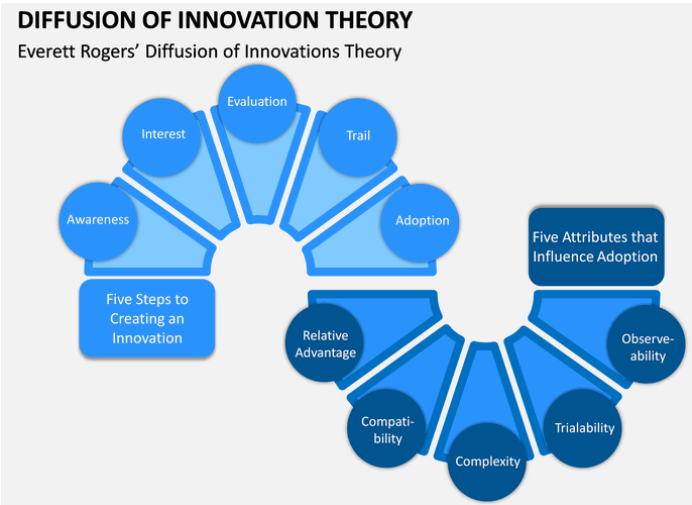 DIFFUSION OF INNOVATION THEORY
Everett Rogers’ Diffusion of Innovations Theory
Awareness
Interest
Evaluation
Trail
Adoption
Five Steps to
Creating an
Innovation
Five Attributes that
Influence Adoption
Relative
Advantage
Compati-
bility
Complexity
Trialability
Observe-
ability